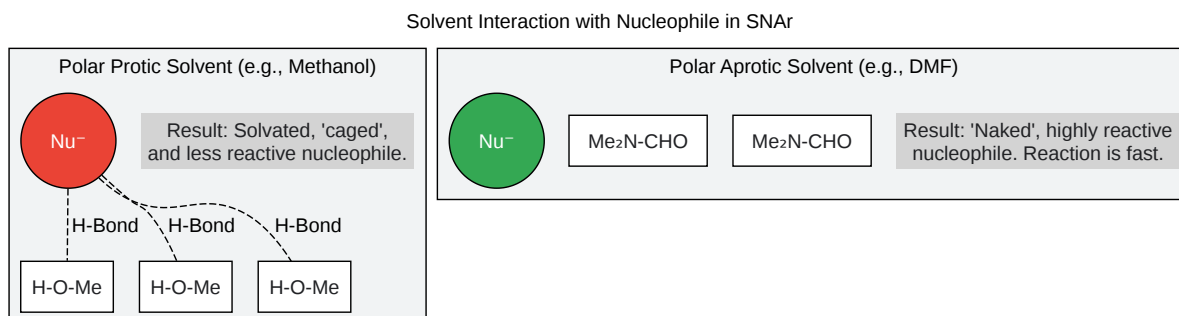 Solvent Interaction with Nucleophile in SNAr
Polar Protic Solvent (e.g., Methanol)
Nu⁻
Result: Solvated, 'caged',
and less reactive nucleophile.
H-Bond
H-Bond
H-Bond
H-O-Me
H-O-Me
H-O-Me
Polar Aprotic Solvent (e.g., DMF)
Nu⁻
Me₂N-CHO
Me₂N-CHO
Result: 'Naked', highly reactive
nucleophile. Reaction is fast.